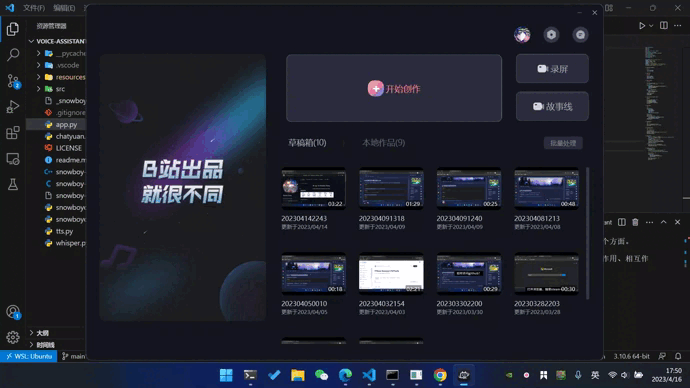 文件(F) 编辑(E)
资源管理器
VOICE-ASSISTANT
__pycache__
.vscode
resources
src
_snowboy
.gitignore
app.py
chatyuan.
LICENSE
readme.m
snowboy-
snowboy-
snowboy
snowboyd
tts.py
whisper.p
大纲
时间线
WSL: Ubuntu
main
B站出品
就很不同
开始创作
录屏
故事线
草稿箱(10)
本地作品(9)
批量处理
03:22
01:29
00:25
00:48
202304142243
202304091318
202304091240
202304081213
更新于2023/04/14
更新于2023/04/09
更新于2023/04/09
更新于2023/04/08
00:18
02:21
00:29
00:30
202304050010
202304032154
202303302200
202303282203
更新于2023/04/05
更新于2023/04/03
更新于2023/03/30
更新于2023/03/28
个方面。
作用、相互作
3.10.6 64-bit
英
17:50
2023/4/16